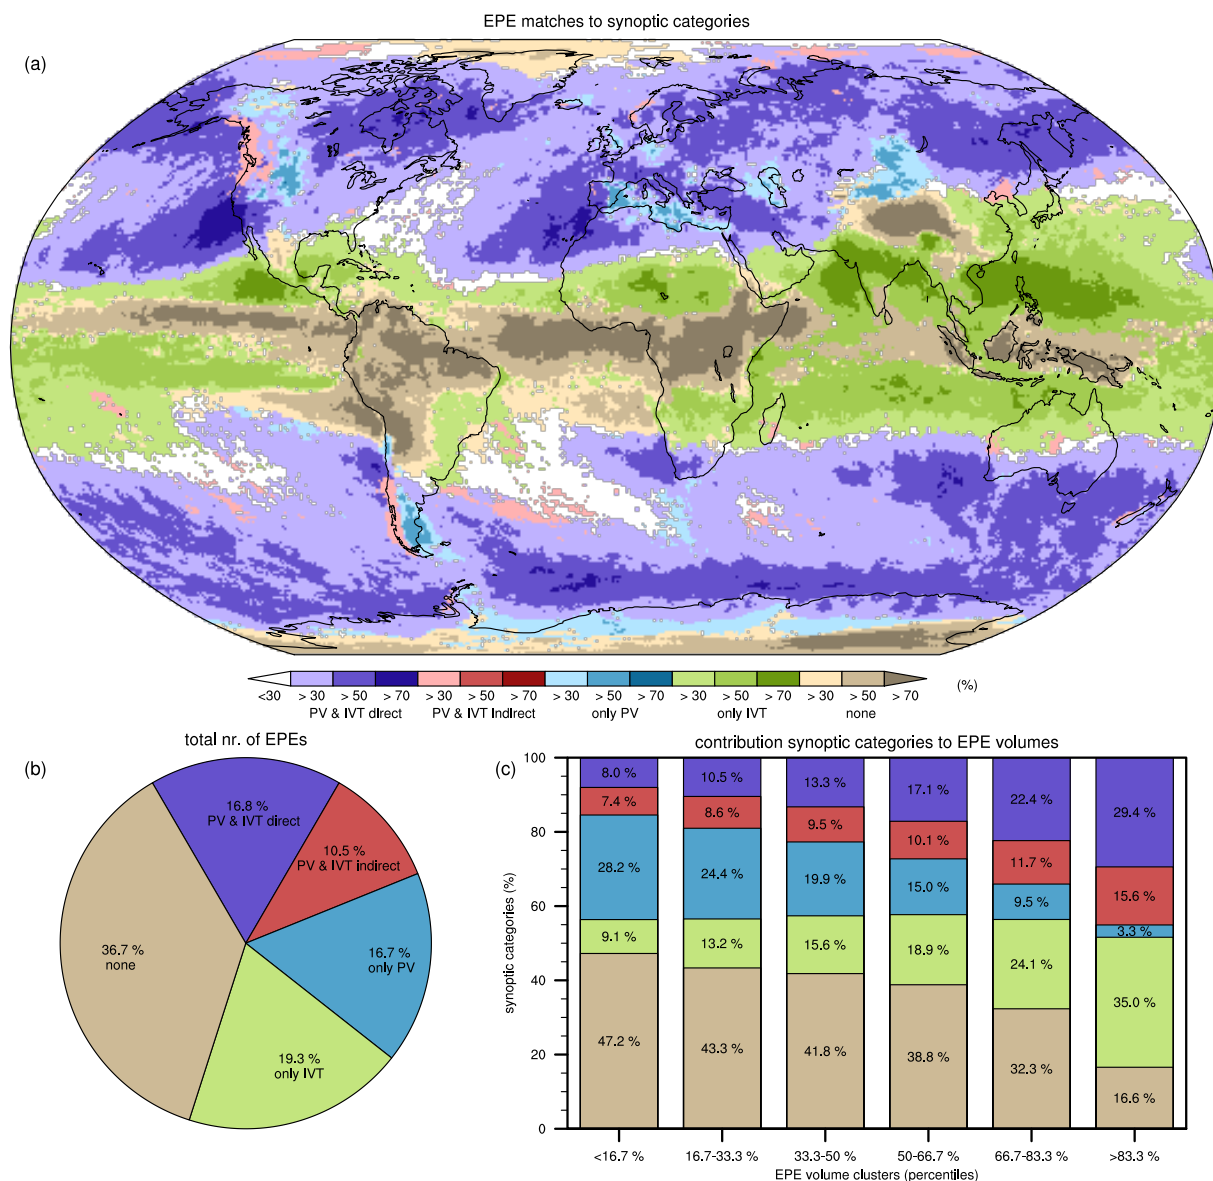 EPE matches to synoptic categories
(a)
<30 > 30 > 50 > 70 > 30 > 50 > 70 > 30 > 50 > 70 > 30 > 50 > 70 > 30 > 50 > 70 (%)
PV & IVT direct PV & IVT indirect only PV only IVT none
total nr. of EPEs
(b)
16.8 %
PV & IVT direct
10.5 %
PV & IVT indirect
16.7 %
only PV
36.7 %
none
19.3 %
only IVT
contribution synoptic categories to EPE volumes
(c)
synoptic categories (%)
100
80
60
40
20
0
8.0 % 10.5 % 13.3 % 17.1 % 22.4 % 29.4 %
7.4 % 8.6 % 9.5 % 10.1 % 11.7 % 15.6 %
28.2 % 24.4 % 19.9 % 15.0 % 9.5 % 3.3 %
9.1 % 13.2 % 15.6 % 18.9 % 24.1 % 35.0 %
47.2 % 43.3 % 41.8 % 38.8 % 32.3 % 16.6 %
<16.7 % 16.7-33.3 % 33.3-50 % 50-66.7 % 66.7-83.3 % >83.3 %
EPE volume clusters (percentiles)